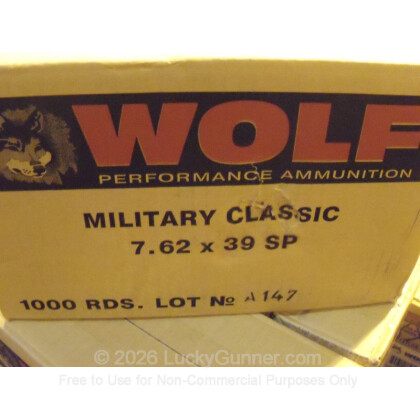 WOLF
PERFORMANCE AMMUNITION
MILITARY CLASSIC
7.62 x 39 SP
1000 RDS. LOT № A147
© 2026 LuckyGunner.com
Free to Use for Non-Commercial Purposes Only